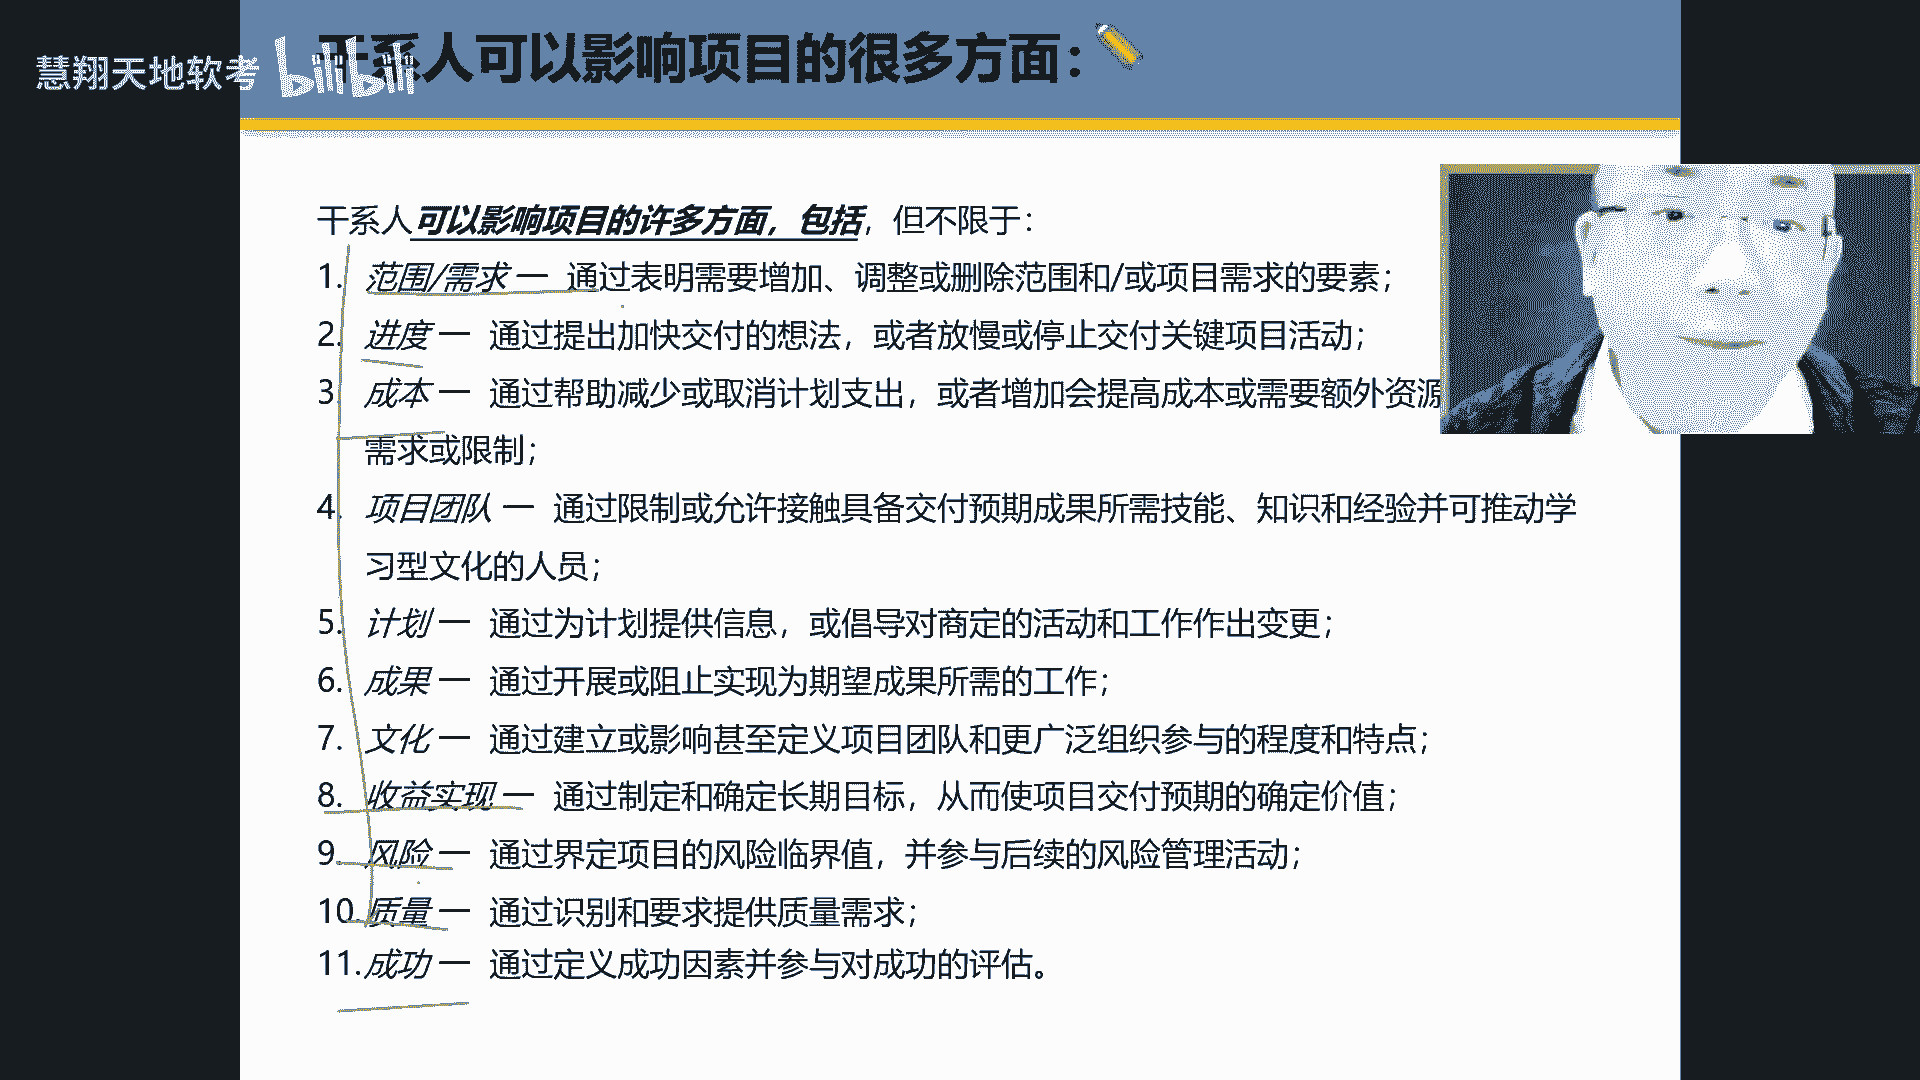 慧翔天地软考 bilibili
干系人可以影响项目的很多方面：
干系人可以影响项目的许多方面，包括，但不限于：
1. 范围/需求 一 通过表明需要增加、调整或删除范围和/或项目需求的要素；
2. 进度 一 通过提出加快交付的想法，或者放慢或停止交付关键项目活动；
3 成本 一 通过帮助减少或取消计划支出，或者增加会提高成本或需要额外资源
需求或限制；
4. 项目团队 一 通过限制或允许接触具备交付预期成果所需技能、知识和经验并可推动学
习型文化的人员；
5. 计划 一 通过为计划提供信息，或倡导对商定的活动和工作作出变更；
6. 成果 一 通过开展或阻止实现为期望成果所需的工作；
7. 文化 一 通过建立或影响甚至定义项目团队和更广泛组织参与的程度和特点；
8. 收益实现 一 通过制定和确定长期目标，从而使项目交付预期的确定价值；
9. 风险 一 通过界定项目的风险临界值，并参与后续的风险管理活动；
10 质量 一 通过识别和要求提供质量需求；
11.成功 一 通过定义成功因素并参与对成功的评估。